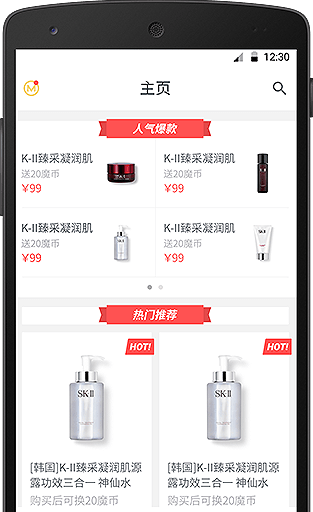 12:30
M
主页
人气爆款
K-II臻采凝润肌
送20魔币
¥99
K-II臻采凝润肌
送20魔币
¥99
K-II臻采凝润肌
送20魔币
¥99
SK-II
K-II臻采凝润肌
送20魔币
¥99
SK-II
热门推荐
HOT!
SK-II
[韩国]K-II臻采凝润肌源
露功效三合一 神仙水
购买后可换20魔币
HOT!
SK-II
[韩国]K-II臻采凝润肌源
露功效三合一 神仙水
购买后可换20魔币